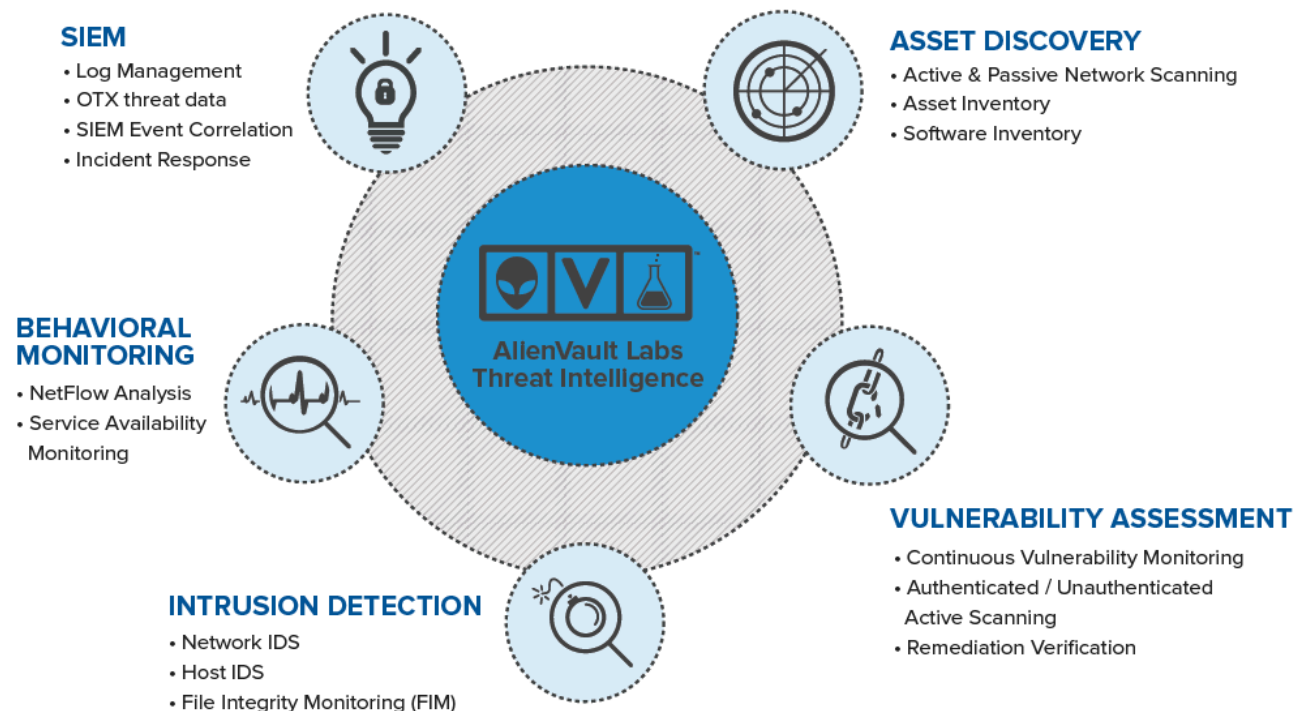 SIEM
• Log Management
• OTX threat data
• SIEM Event Correlation
• Incident Response
ASSET DISCOVERY
• Active & Passive Network Scanning
• Asset Inventory
• Software Inventory
V
™
AlienVault Labs
Threat Intelligence
BEHAVIORAL
MONITORING
• NetFlow Analysis
• Service Availability
Monitoring
VULNERABILITY ASSESSMENT
• Continuous Vulnerability Monitoring
• Authenticated / Unauthenticated
Active Scanning
• Remediation Verification
INTRUSION DETECTION
• Network IDS
• Host IDS
• File Integrity Monitoring (FIM)